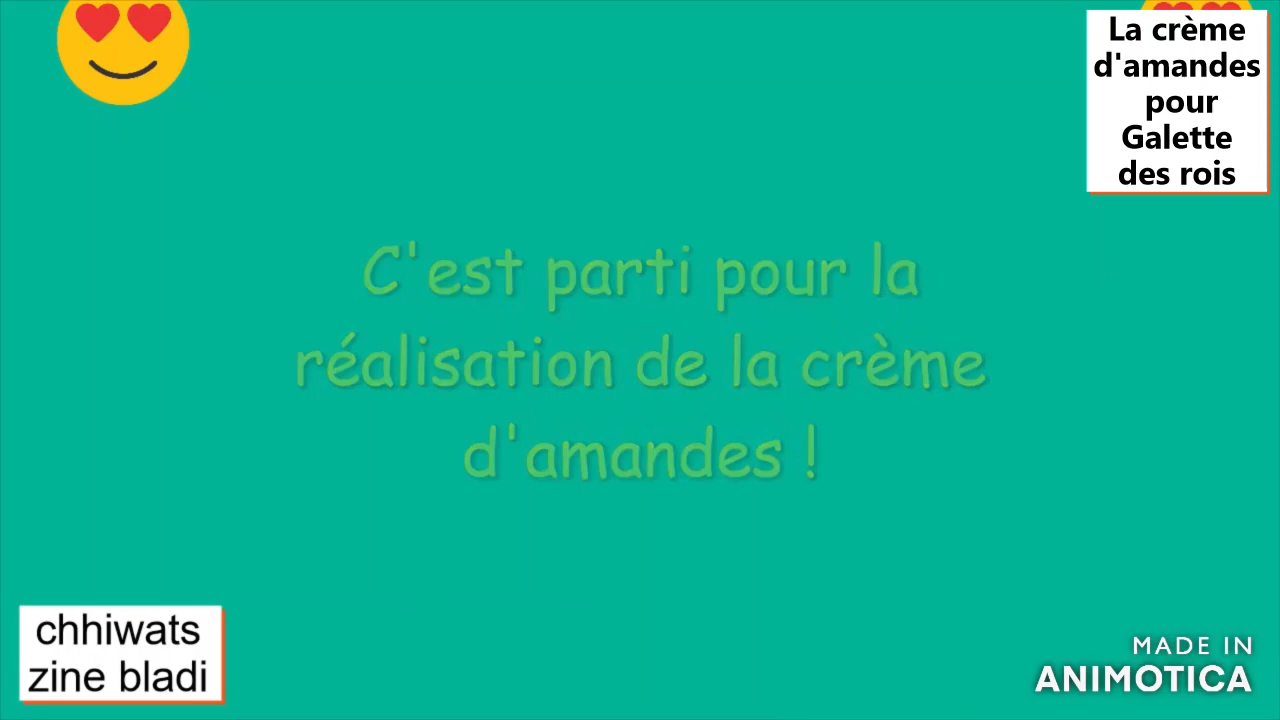 La crème
d'amandes
pour
Galette
des rois
C'est parti pour la
réalisation de la crème
d'amandes !
chhiwats
zine bladi
MADE IN
ANIMOTICA